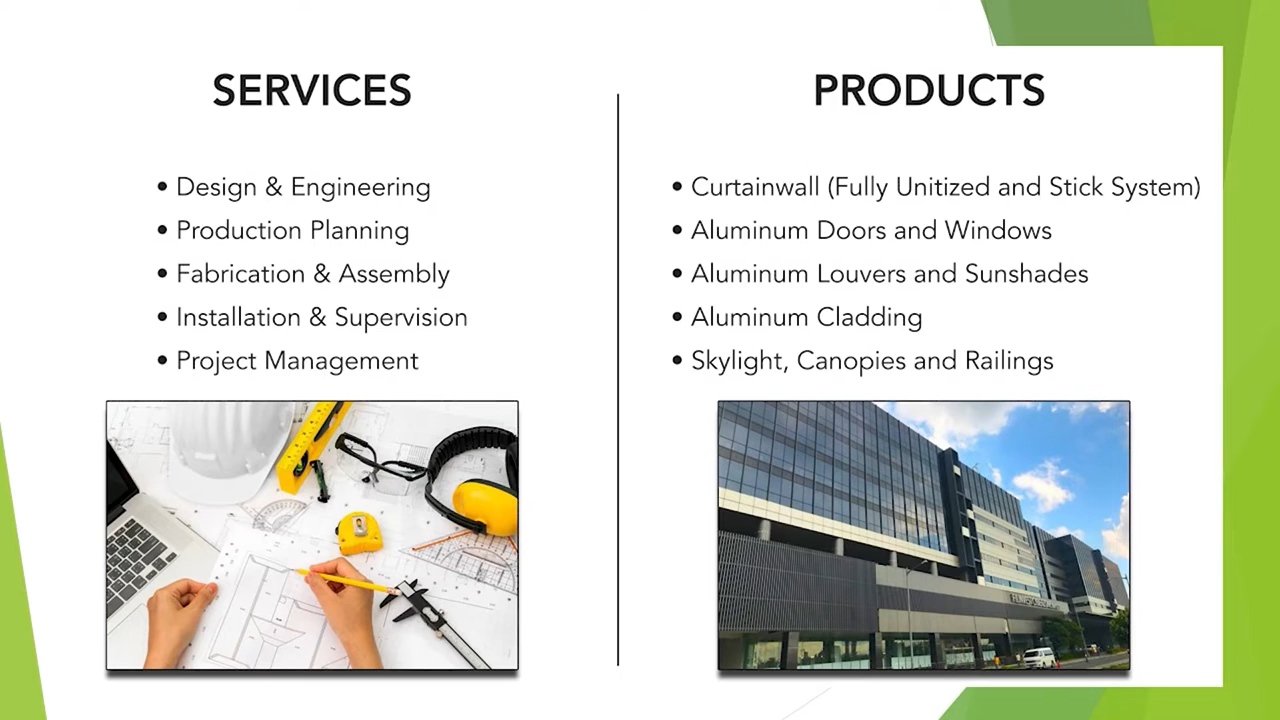 SERVICES
• Design & Engineering
• Production Planning
• Fabrication & Assembly
• Installation & Supervision
• Project Management
PRODUCTS
• Curtainwall (Fully Unitized and Stick System)
• Aluminum Doors and Windows
• Aluminum Louvers and Sunshades
• Aluminum Cladding
• Skylight, Canopies and Railings